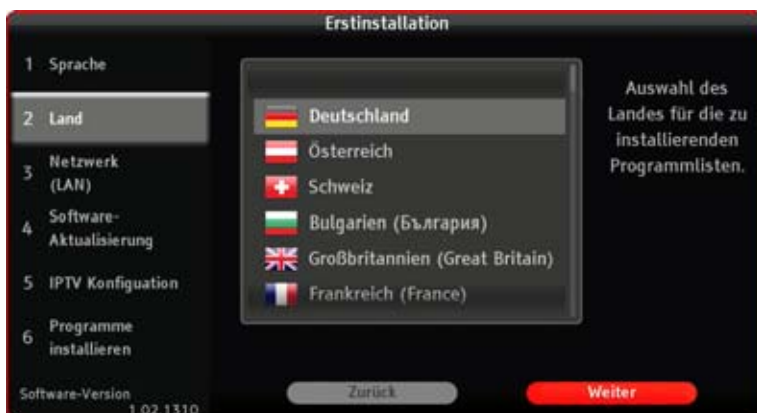 Erstinstallation
1 Sprache
2 Land
3 Netzwerk
(LAN)
4 Software-
Aktualisierung
5 IPTV Konfiguation
6 Programme
installieren
Software-Version
1.02.1310
Deutschland
Österreich
Schweiz
Bulgarien (България)
Großbritannien (Great Britain)
Frankreich (France)
Auswahl des
Landes für die zu
installierenden
Programmlisten.
Zurück
Weiter